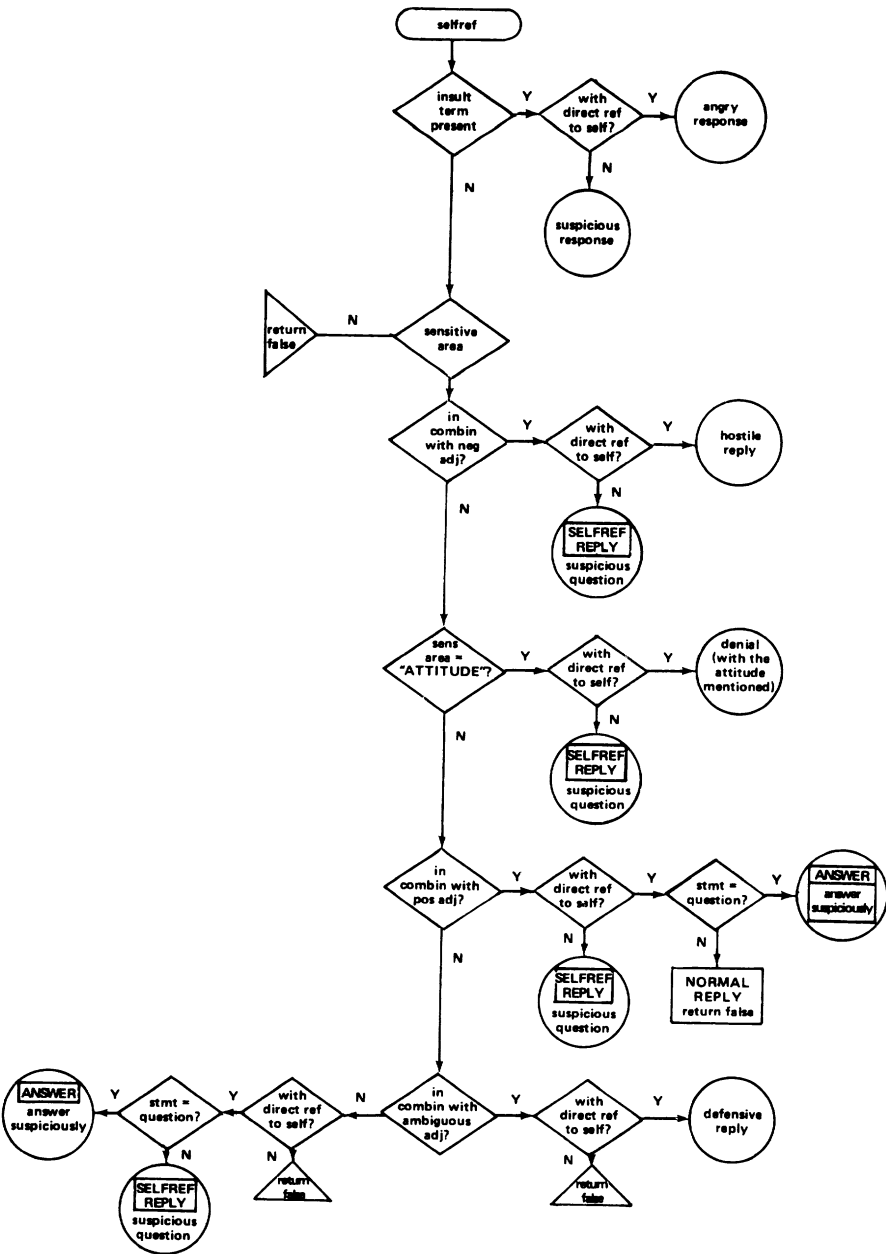 selfref
insult
term
present
Y
with
direct ref
to self?
Y
angry
response
N
N
suspicious
response
return
false
N
sensitive
area
in
combin
with neg
adj?
Y
with
direct ref
to self?
Y
hostile
reply
N
N
SELFREF
REPLY
suspicious
question
sens
area =
"ATTITUDE"?
Y
with
direct ref
to self?
Y
denial
(with the
attitude
mentioned)
N
N
SELFREF
REPLY
suspicious
question
in
combin with
pos adj?
Y
with
direct ref
to self?
Y
stmt =
question?
Y
ANSWER
answer
suspiciously
N
N
N
SELFREF
REPLY
suspicious
question
NORMAL
REPLY
return false
ANSWER
answer
suspiciously
Y
stmt =
question?
Y
with
direct ref
to self?
N
in
combin with
ambiguous
adj?
Y
with
direct ref
to self?
Y
defensive
reply
N
N
N
SELFREF
REPLY
suspicious
question
return
false
return
false